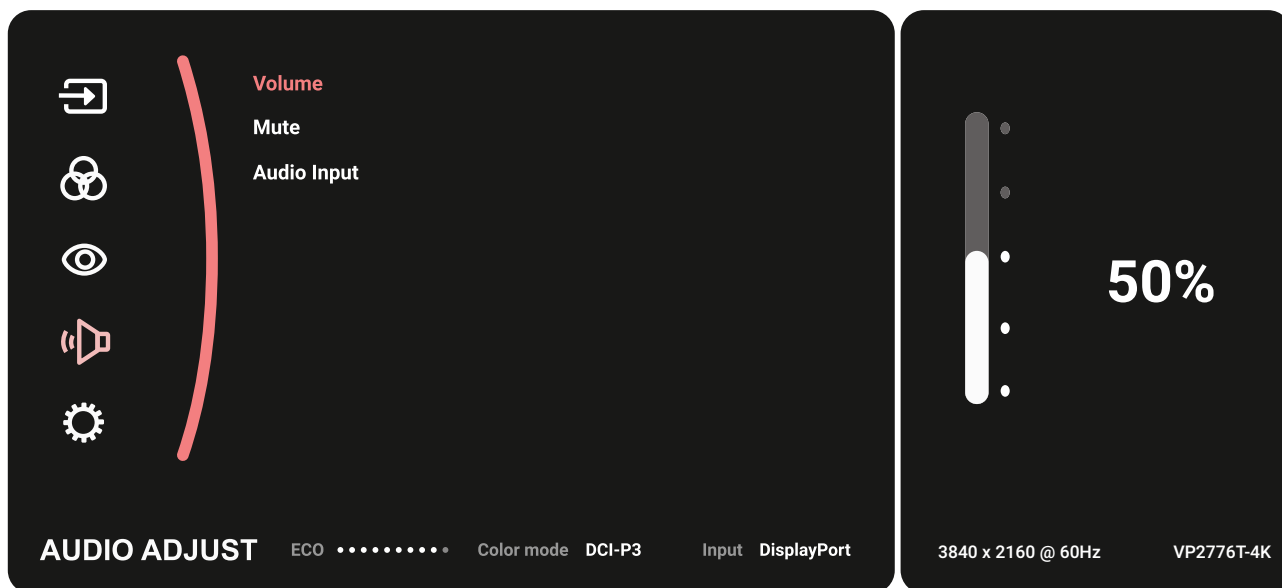 Volume
Mute
Audio Input
50%
AUDIO ADJUST ECO Color mode DCI-P3 Input DisplayPort
3840 x 2160 @ 60Hz VP2776T-4K